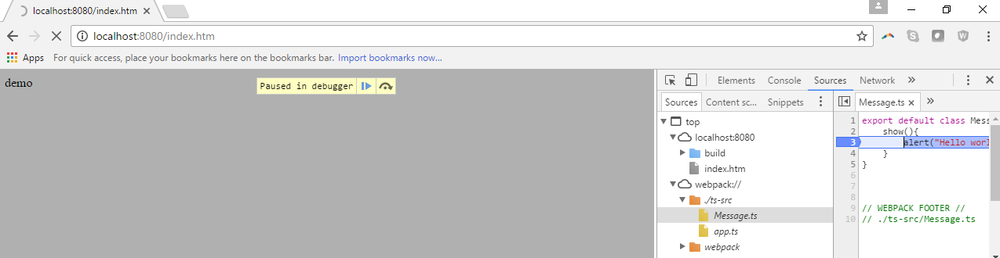 localhost:8080/index.htm
localhost:8080/index.htm
Apps For quick access, place your bookmarks here on the bookmarks bar. Import bookmarks now...
demo
Paused in debugger
Elements Console Sources Network »
Sources Content sc... Snippets
top
localhost:8080
build
index.htm
webpack://
./ts-src
Message.ts
app.ts
webpack
Message.ts × »
1 export default class Mess
2 show(){
3 alert("Hello worl
4 }
5 }
6
7
8
9 // WEBPACK FOOTER //
10 // ./ts-src/Message.ts